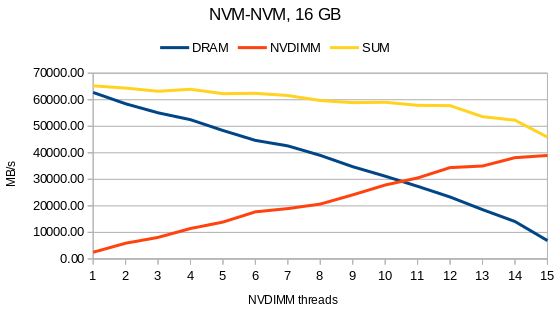 NVM-NVM, 16 GB
DRAM NVDIMM SUM
70000.00
60000.00
50000.00
40000.00
30000.00
20000.00
10000.00
0.00
MB/s
1 2 3 4 5 6 7 8 9 10 11 12 13 14 15
NVDIMM threads